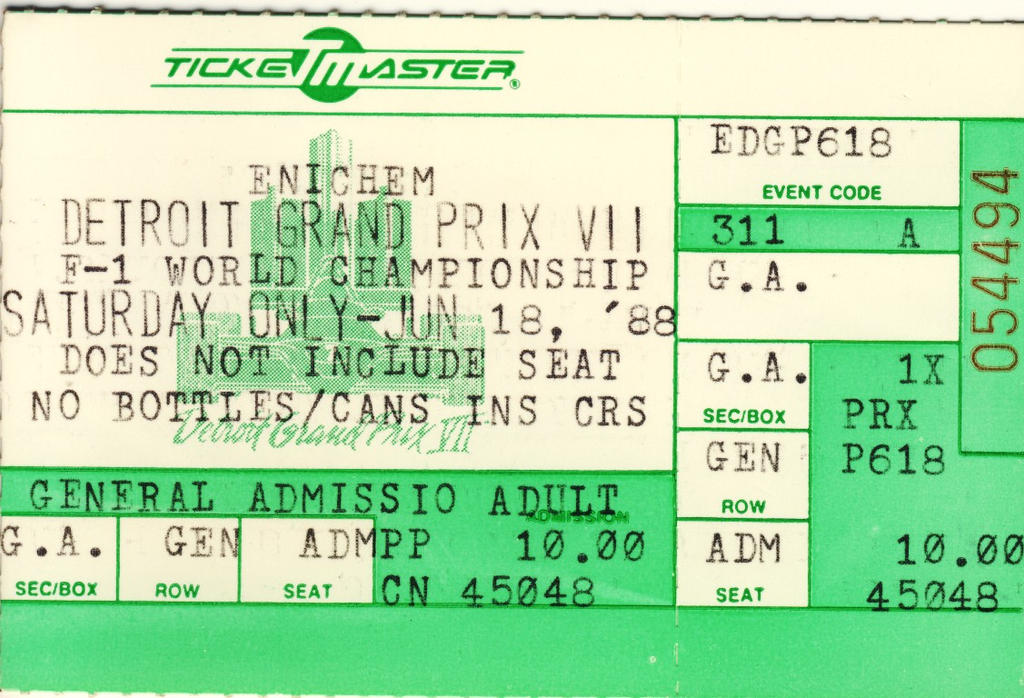 TICKETMASTER®
ENICHEM
DETROIT GRAND PRIX VII
F-1 WORLD CHAMPIONSHIP
SATURDAY ONLY-JUN 18, '88
DOES NOT INCLUDE SEAT
NO BOTTLES/CANS INS CRS
Detroit Grand Prix VII
GENERAL ADMISSIO ADULT
ADMISSION
G.A. GEN ADM PP 10.00
SEC/BOX ROW SEAT CN 45048
EDGP618
EVENT CODE
311 A
G.A.
G.A. 1X
SEC/BOX PRX
GEN P618
ROW
ADM 10.00
SEAT 45048
054494